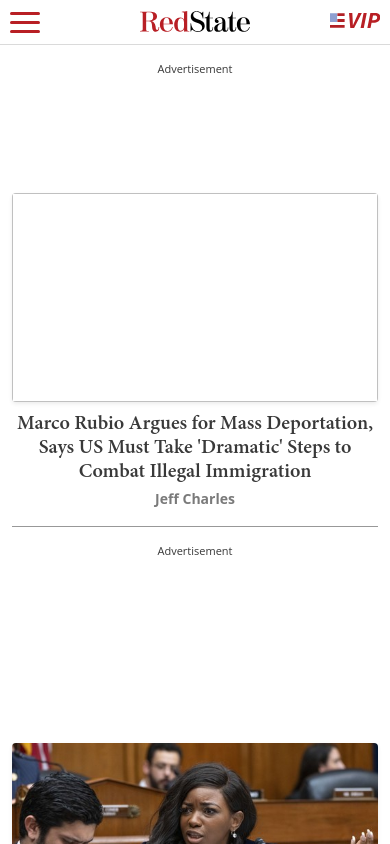 RedState
VIP
Advertisement
Marco Rubio Argues for Mass Deportation,
Says US Must Take 'Dramatic' Steps to
Combat Illegal Immigration
Jeff Charles
Advertisement